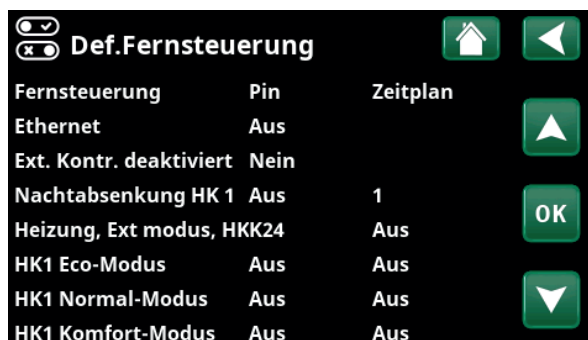 Def.Fernsteuerung
Fernsteuerung Pin Zeitplan
Ethernet Aus
Ext. Kontr. deaktiviert Nein
Nachtabsenkung HK 1 Aus 1
Heizung, Ext modus, HKK24 Aus
OK
HK1 Eco-Modus Aus Aus
HK1 Normal-Modus Aus Aus
HK1 Komfort-Modus Aus Aus